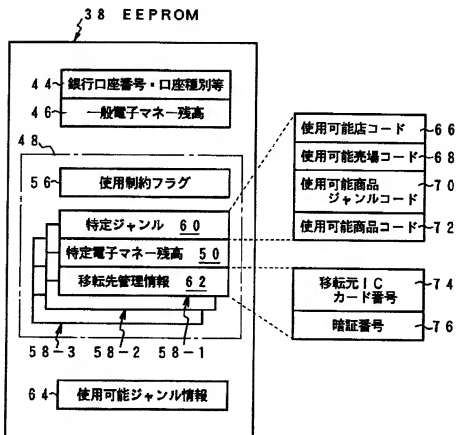 38 EEPROM
44 銀行口座番号・口座種別等
46 一般電子マネー残高
48
56 使用制約フラグ
特定ジャンル 60
特定電子マネー残高 50
移転先管理情報 62
58-3 58-2 58-1
64 使用可能ジャンル情報
使用可能店コード 66
使用可能売場コード 68
使用可能商品 70
ジャンルコード
使用可能商品コード 72
移転元IC 74
カード番号
暗証番号 76